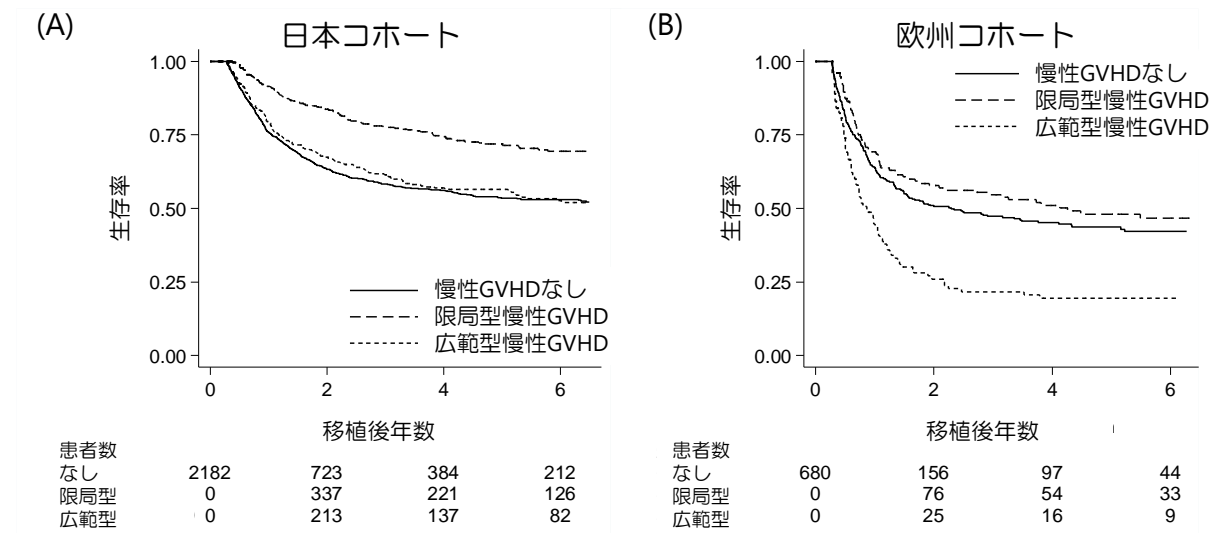 (A)
日本コホート
1.00
0.75
0.50
0.25
0.00
生存率
慢性GVHDなし
限局型慢性GVHD
広範型慢性GVHD
0 2 4 6
移植後年数
患者数
なし 2182 723 384 212
限局型 0 337 221 126
広範型 0 213 137 82
(B)
欧州コホート
1.00
0.75
0.50
0.25
0.00
生存率
慢性GVHDなし
限局型慢性GVHD
広範型慢性GVHD
0 2 4 6
移植後年数
患者数
なし 680 156 97 44
限局型 0 76 54 33
広範型 0 25 16 9